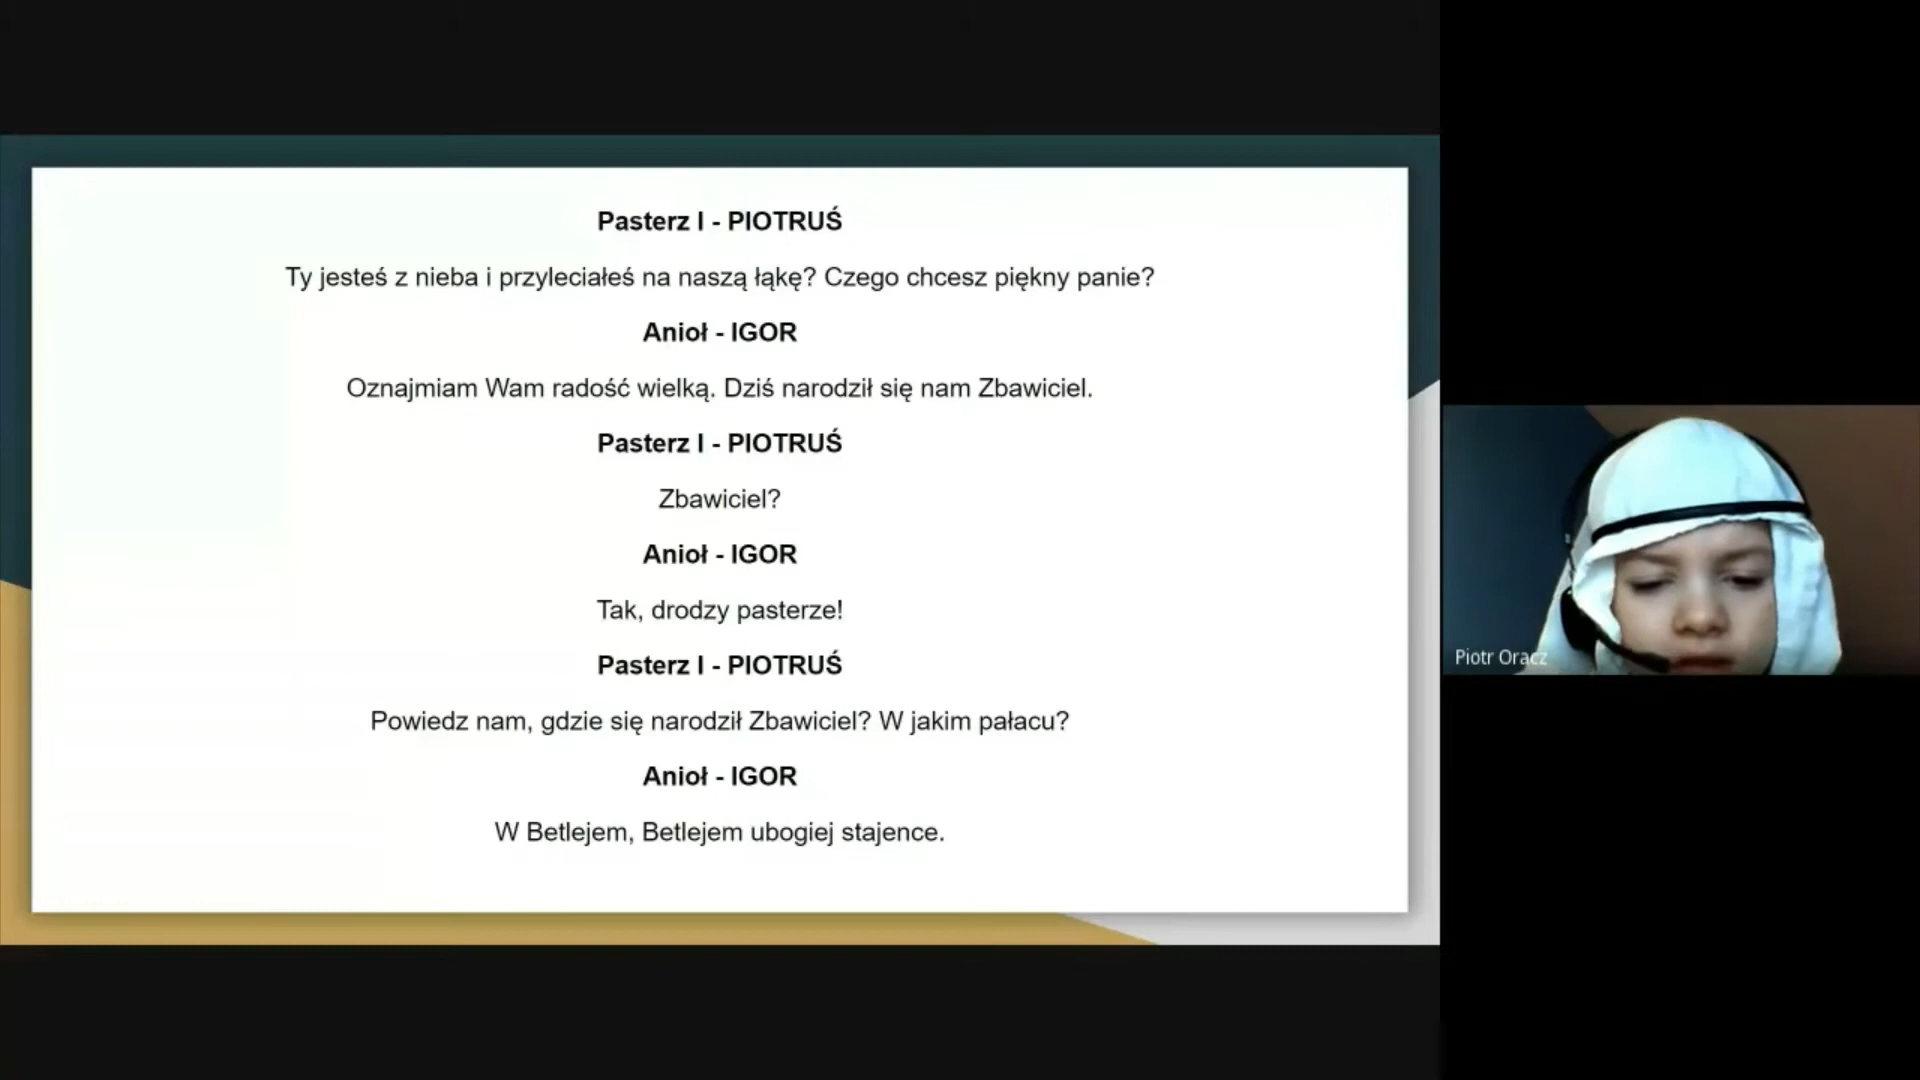 Pasterz I - PIOTRUŚ
Ty jesteś z nieba i przyleciałeś na naszą łąkę? Czego chcesz piękny panie?
Anioł - IGOR
Oznajmiam Wam radość wielką. Dziś narodził się nam Zbawiciel.
Pasterz I - PIOTRUŚ
Zbawiciel?
Anioł - IGOR
Tak, drodzy pasterze!
Pasterz I - PIOTRUŚ
Powiedz nam, gdzie się narodził Zbawiciel? W jakim pałacu?
Anioł - IGOR
W Betlejem, Betlejem ubogiej stajence.
Piotr Oracz